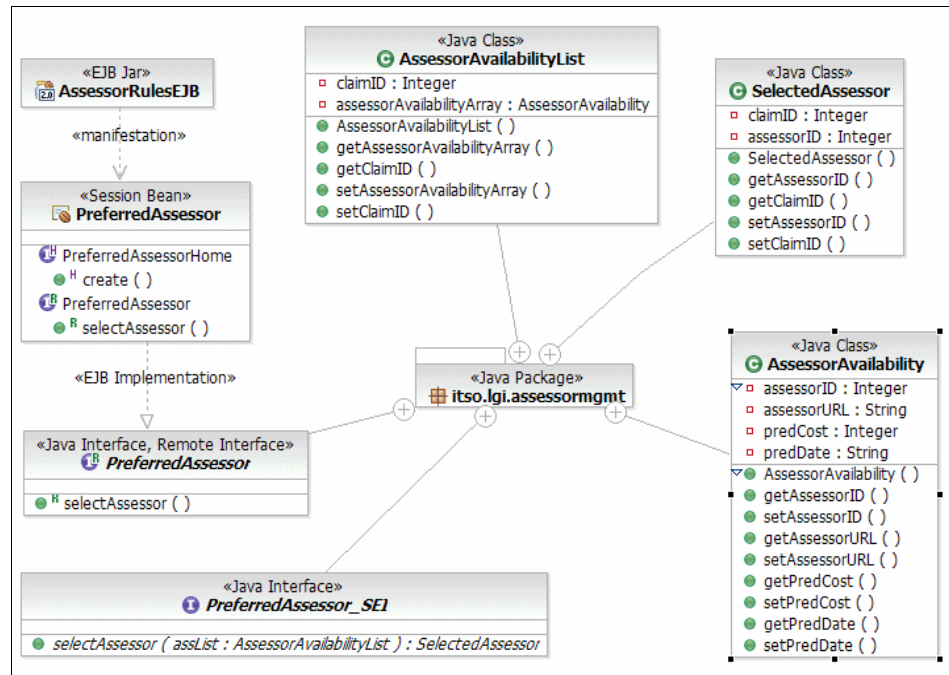 «EJB Jar»
AssessorRulesEJB
2.0
«manifestation»
«Session Bean»
PreferredAssessor
PreferredAssessorHome
H create ( )
PreferredAssessor
R selectAssessor ( )
«EJB Implementation»
«Java Interface, Remote Interface»
PreferredAssessor
R selectAssessor ( )
«Java Interface»
PreferredAssessor_SEI
selectAssessor ( assList : AssessorAvailabilityList ) : SelectedAssessor
«Java Class»
AssessorAvailabilityList
claimID : Integer
assessorAvailabilityArray : AssessorAvailability
AssessorAvailabilityList ( )
getAssessorAvailabilityArray ( )
getClaimID ( )
setAssessorAvailabilityArray ( )
setClaimID ( )
«Java Package»
itso.lgi.assessormgmt
«Java Class»
SelectedAssessor
claimID : Integer
assessorID : Integer
SelectedAssessor ( )
getAssessorID ( )
getClaimID ( )
setAssessorID ( )
setClaimID ( )
«Java Class»
AssessorAvailability
assessorID : Integer
assessorURL : String
predCost : Integer
predDate : String
AssessorAvailability ( )
getAssessorID ( )
setAssessorID ( )
getAssessorURL ( )
setAssessorURL ( )
getPredCost ( )
setPredCost ( )
getPredDate ( )
setPredDate ( )